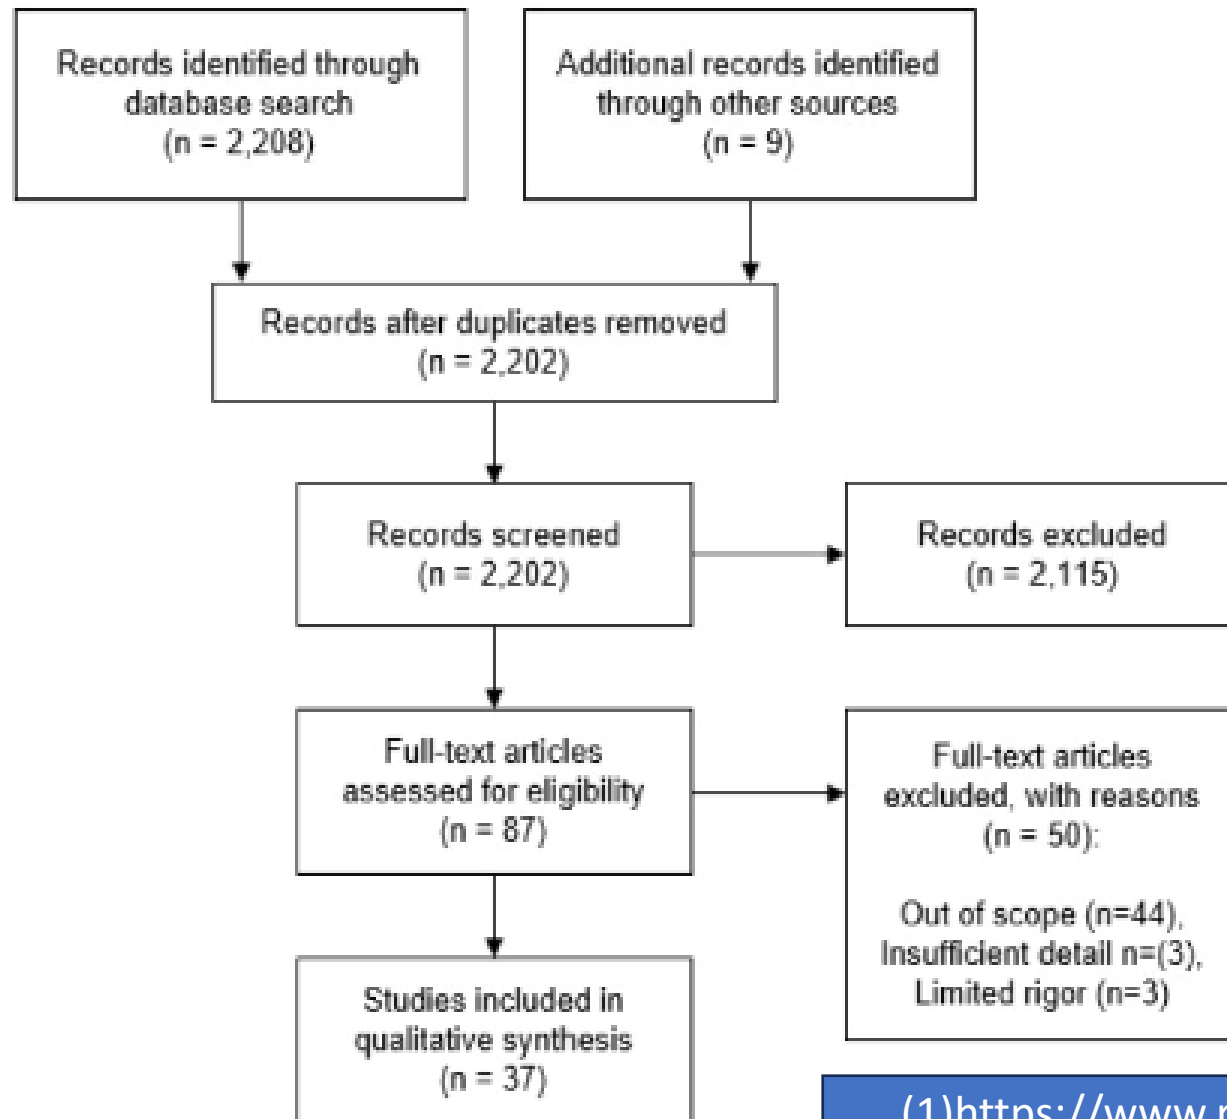 Records identified through
database search
(n = 2,208)
Additional records identified
through other sources
(n = 9)
Records after duplicates removed
(n = 2,202)
Records screened
(n = 2,202)
Records excluded
(n = 2,115)
Full-text articles
assessed for eligibility
(n = 87)
Full-text articles
excluded, with reasons
(n = 50):
Out of scope (n=44),
Insufficient detail n=(3),
Limited rigor (n=3)
Studies included in
qualitative synthesis
(n = 37)
(1)https://www.